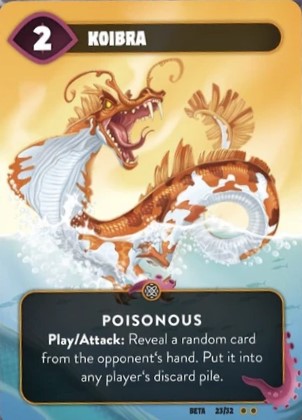 2 KOIBRA
POISONOUS
Play/Attack: Reveal a random card
from the opponent‘s hand. Put it into
any player‘s discard pile.
BETA 23/32